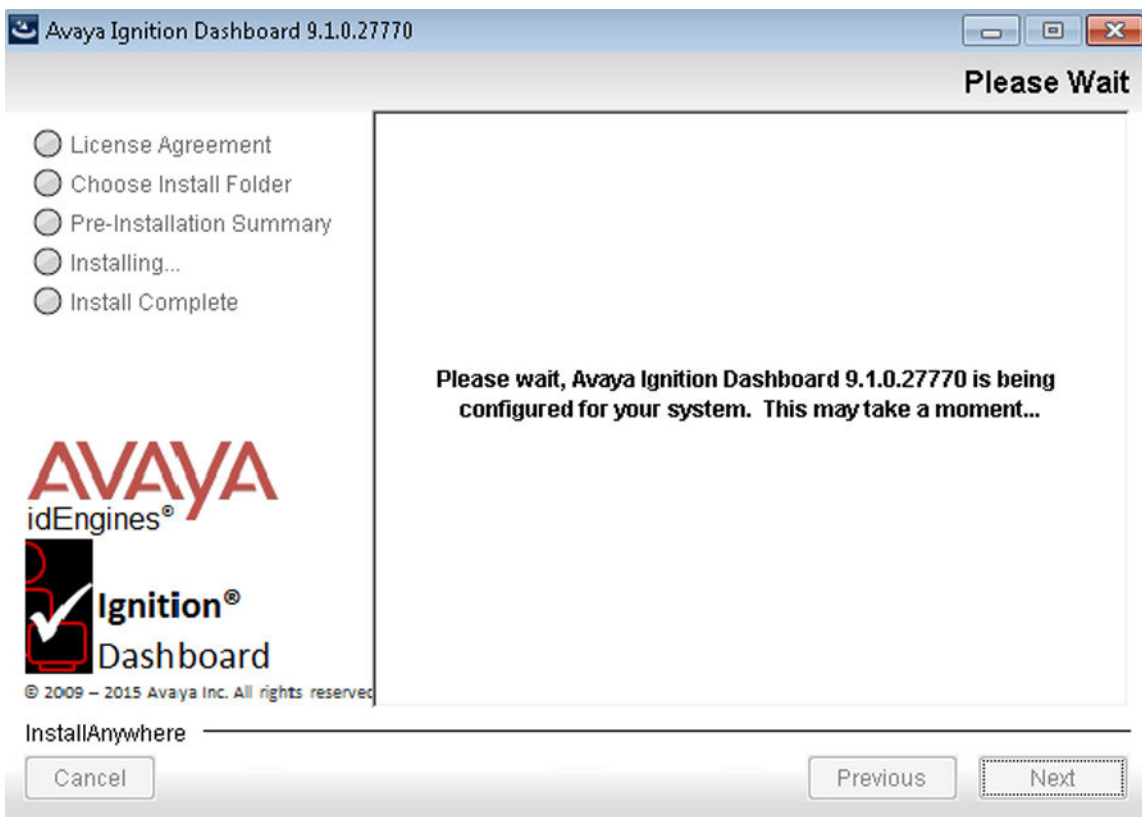 Avaya Ignition Dashboard 9.1.0.27770
Please Wait
License Agreement
Choose Install Folder
Pre-Installation Summary
Installing...
Install Complete
Please wait, Avaya Ignition Dashboard 9.1.0.27770 is being
configured for your system. This may take a moment...
AVAYA
idEngines®
Ignition®
Dashboard
© 2009 – 2015 Avaya Inc. All rights reserved
InstallAnywhere
Cancel
Previous
Next